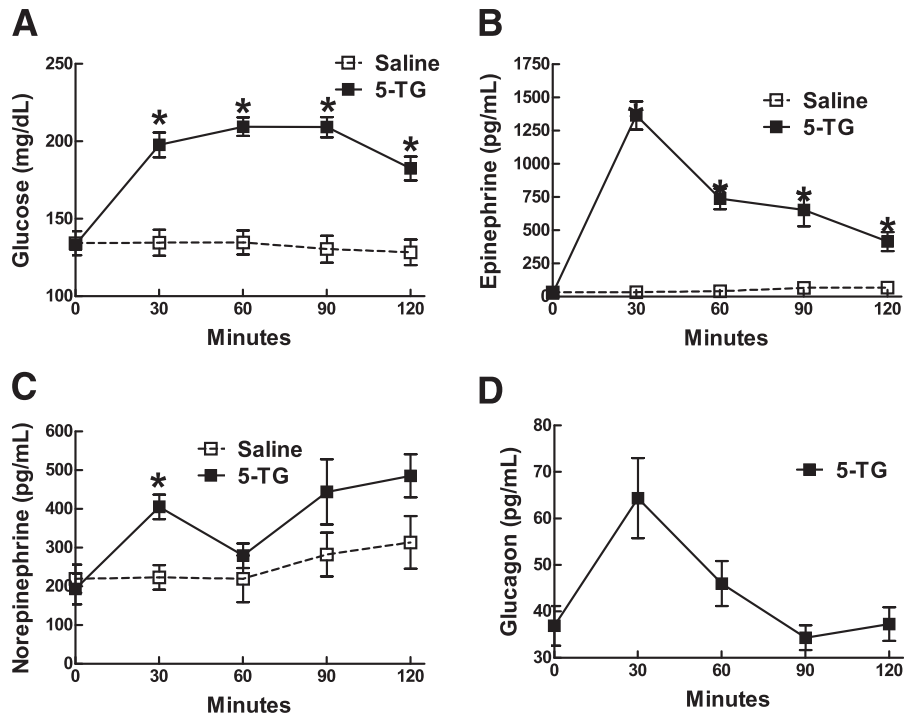 A
Glucose (mg/dL)
250
200
150
100
0 30 60 90 120
Minutes
Saline
5-TG
*
*
*
*
B
Epinephrine (pg/mL)
1750
1500
1250
1000
750
500
250
0
0 30 60 90 120
Minutes
Saline
5-TG
*
*
*
*
C
Norepinephrine (pg/mL)
600
500
400
300
200
100
0
0 30 60 90 120
Minutes
Saline
5-TG
*
D
Glucagon (pg/mL)
80
70
60
50
40
30
0 30 60 90 120
Minutes
5-TG